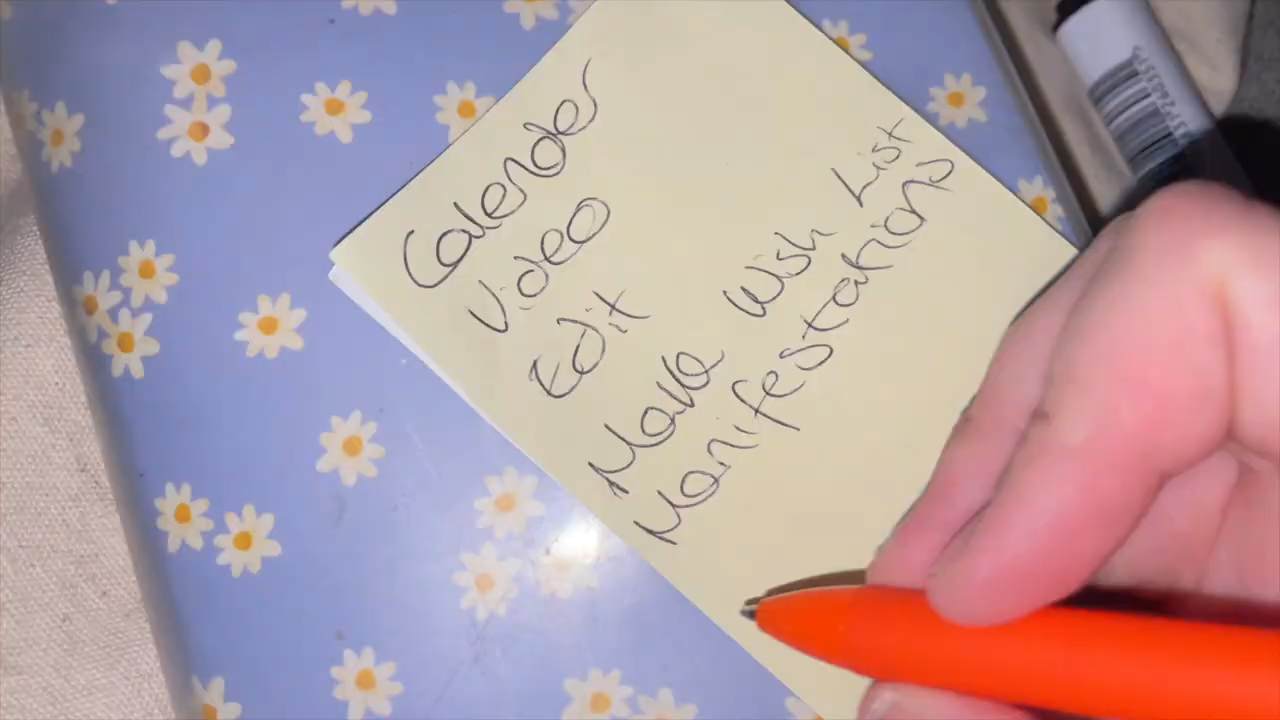 Calender
Video
Edit
Make Wish List
Manifestations